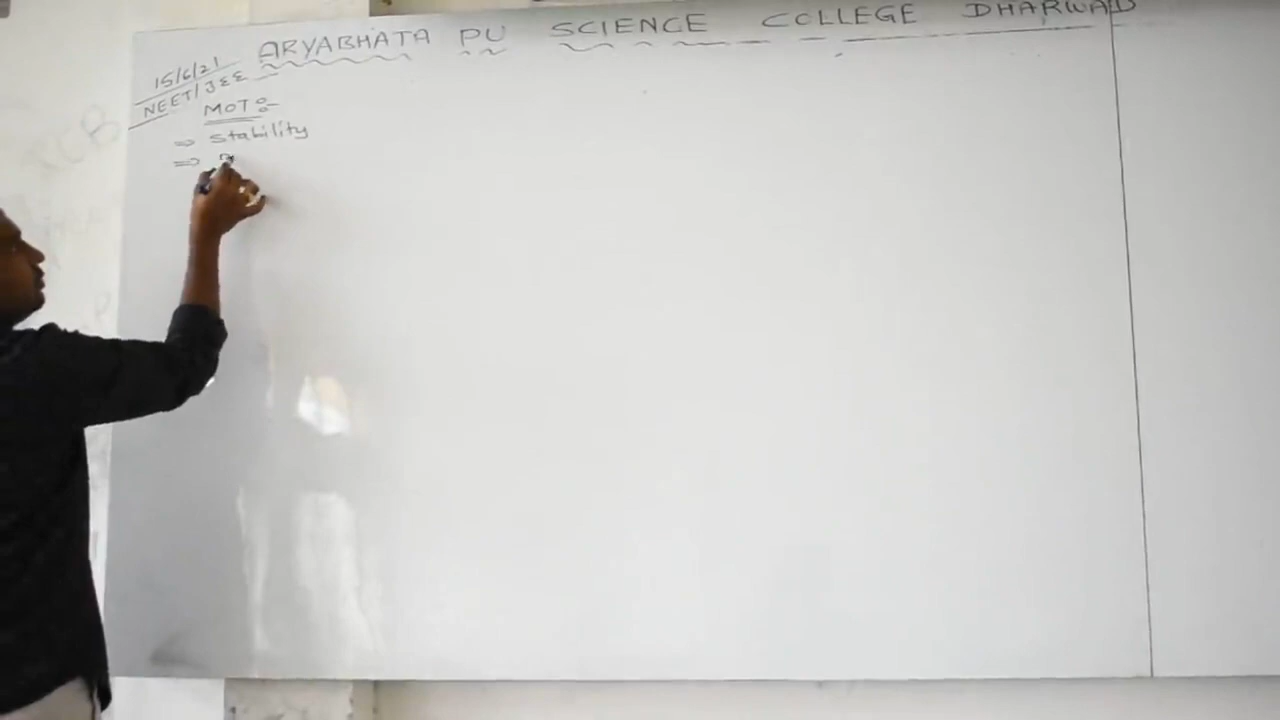 ARYABHATA PU SCIENCE COLLEGE DHARWAD
15/6/21
NEET/JEE
MOT :-
⇒ Stability
⇒